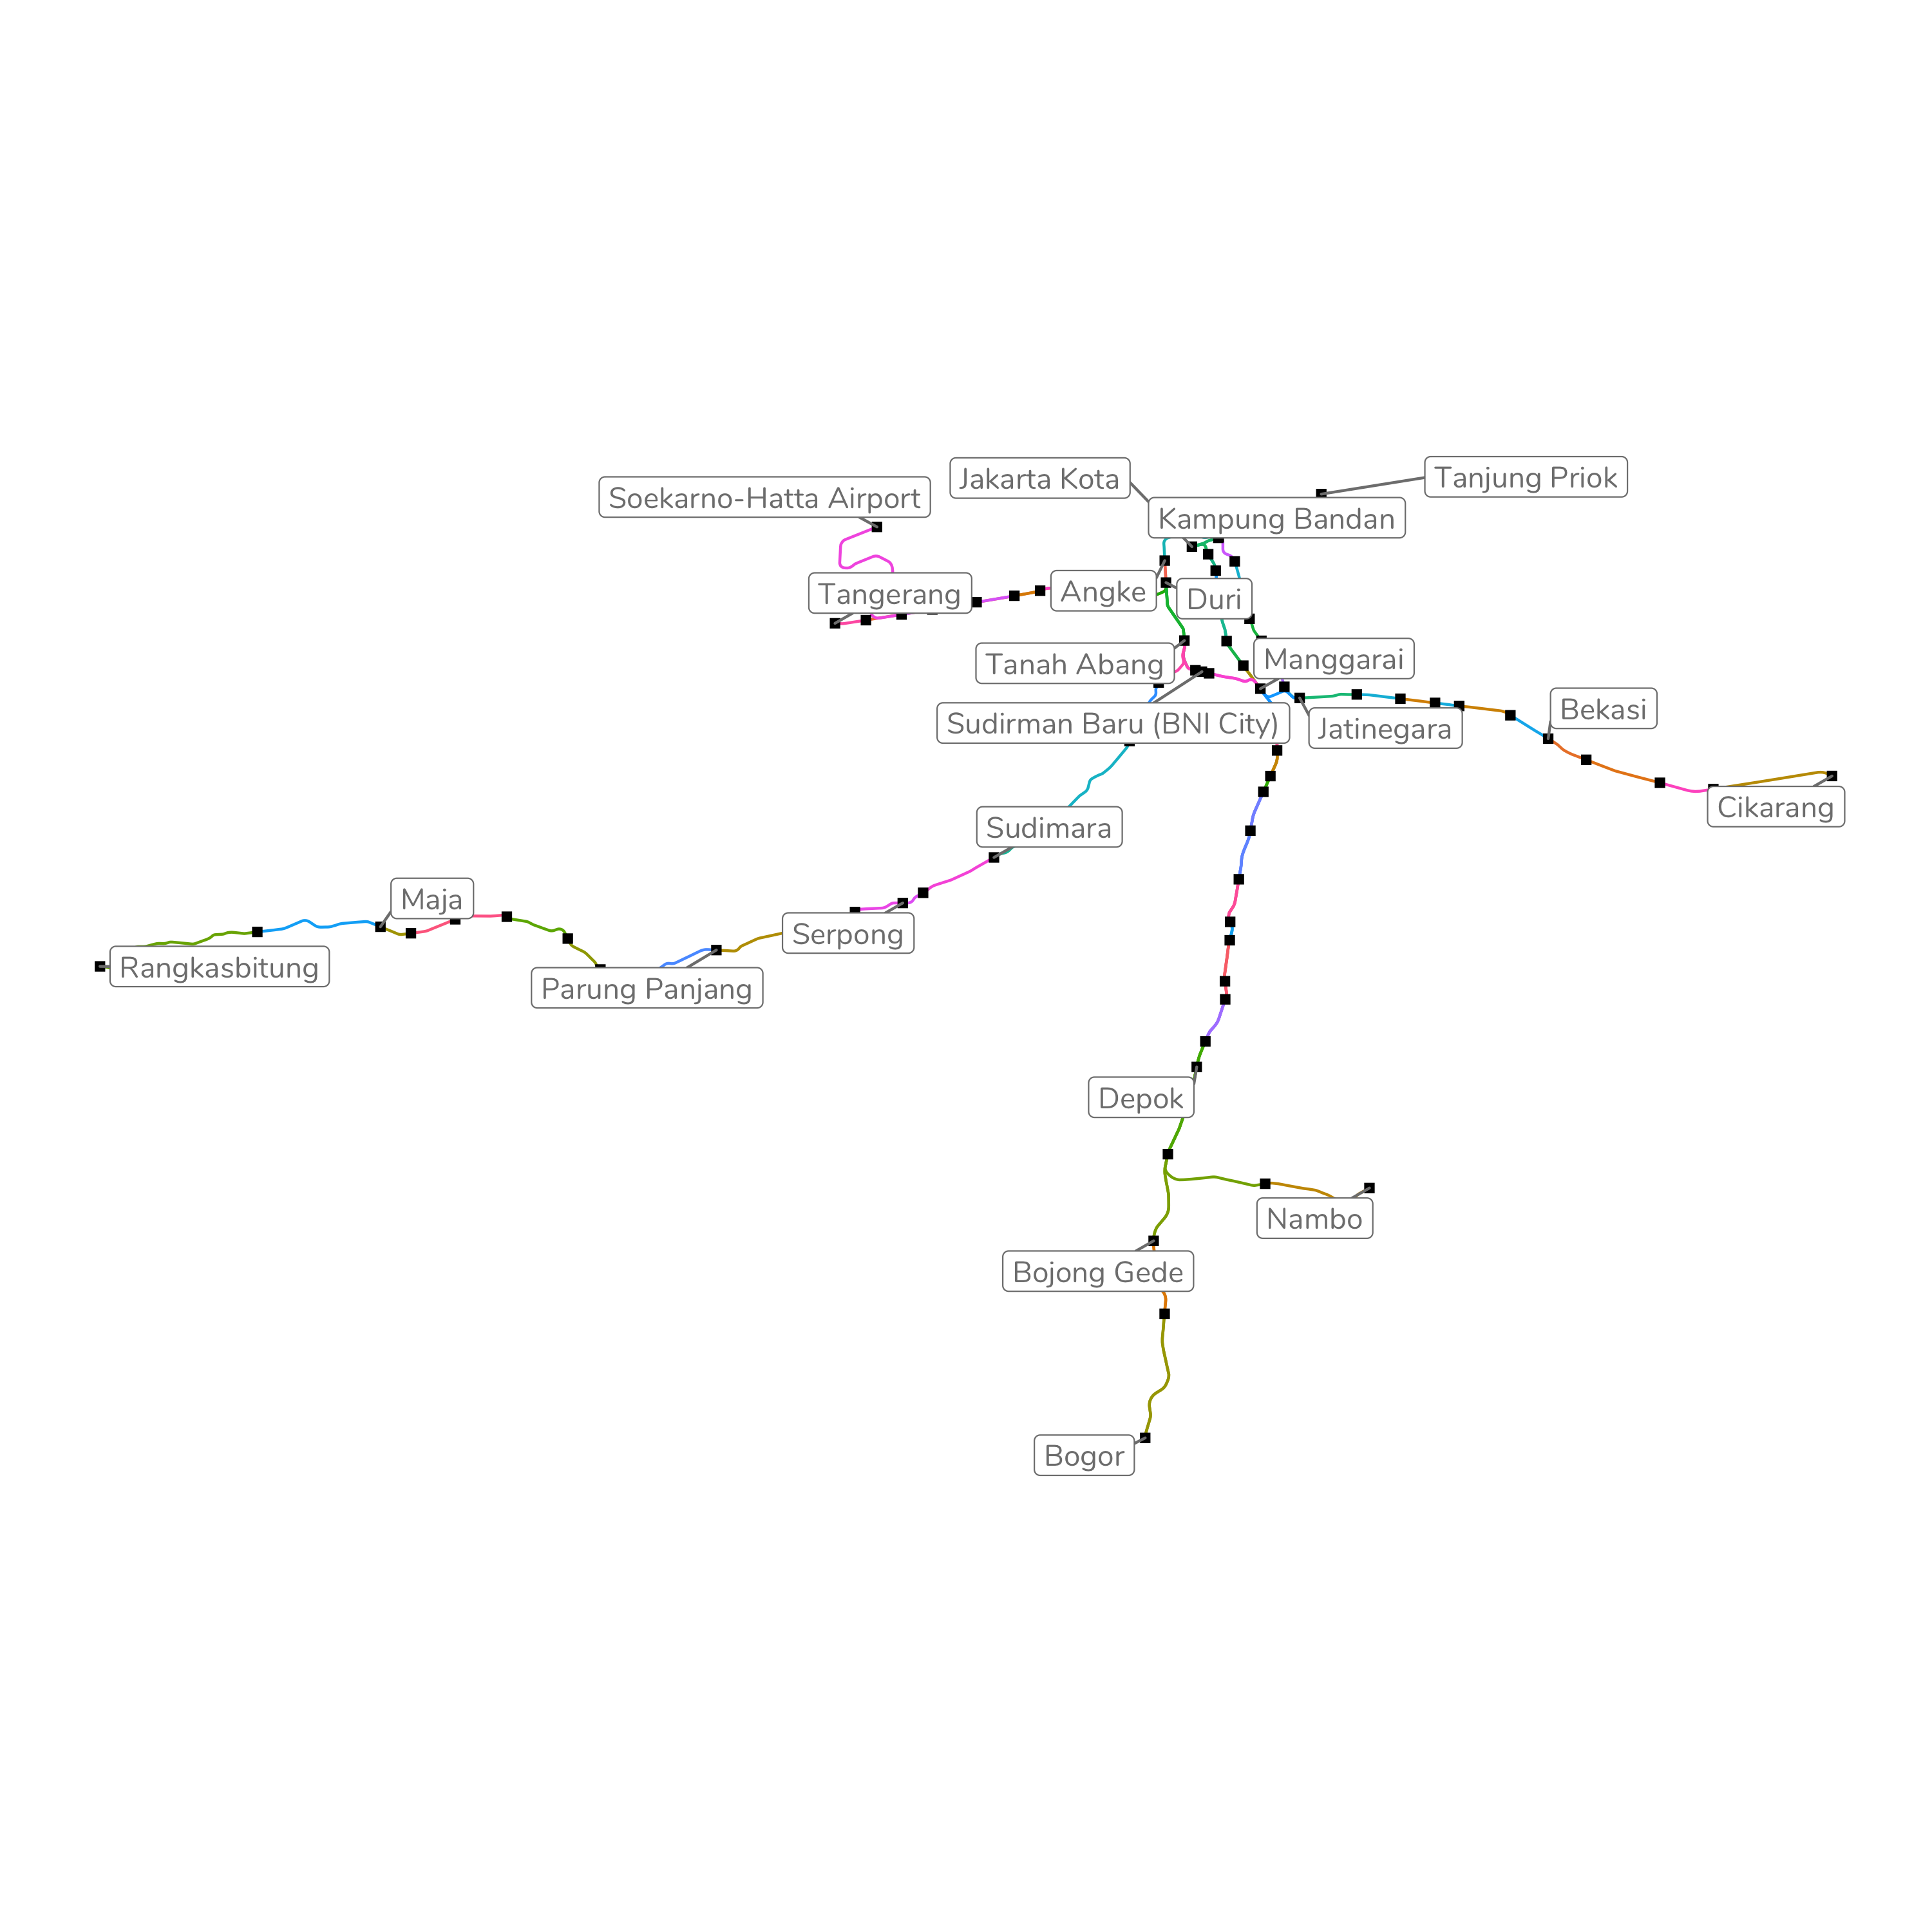 Jakarta Kota
Tanjung Priok
Soekarno-Hatta Airport
Kampung Bandan
Tangerang
Angke
Duri
Tanah Abang
Manggarai
Sudirman Baru (BNI City)
Jatinegara
Bekasi
Cikarang
Sudimara
Maja
Serpong
Rangkasbitung
Parung Panjang
Depok
Nambo
Bojong Gede
Bogor